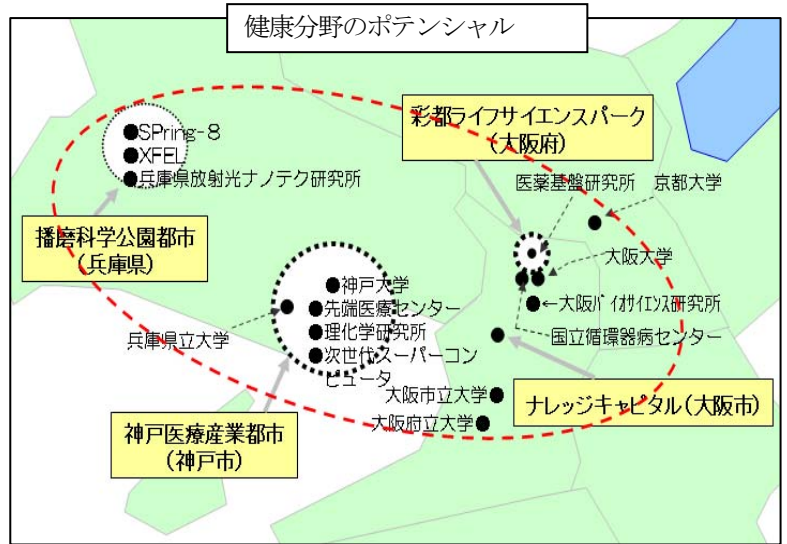 健康分野のポテンシャル
●SPring-8
●XFEL
●兵庫県放射光ナノテク研究所
播磨科学公園都市
(兵庫県)
彩都ライフサイエンスパーク
(大阪府)
医薬基盤研究所
京都大学
大阪大学
●←大阪ﾊﾞｲｵｻｲｴﾝｽ研究所
国立循環器病センター
●神戸大学
●先端医療センター
●理化学研究所
●次世代スーパーコン
ピュータ
兵庫県立大学
神戸医療産業都市
(神戸市)
大阪市立大学●
大阪府立大学●
ナレッジキャピタル(大阪市)